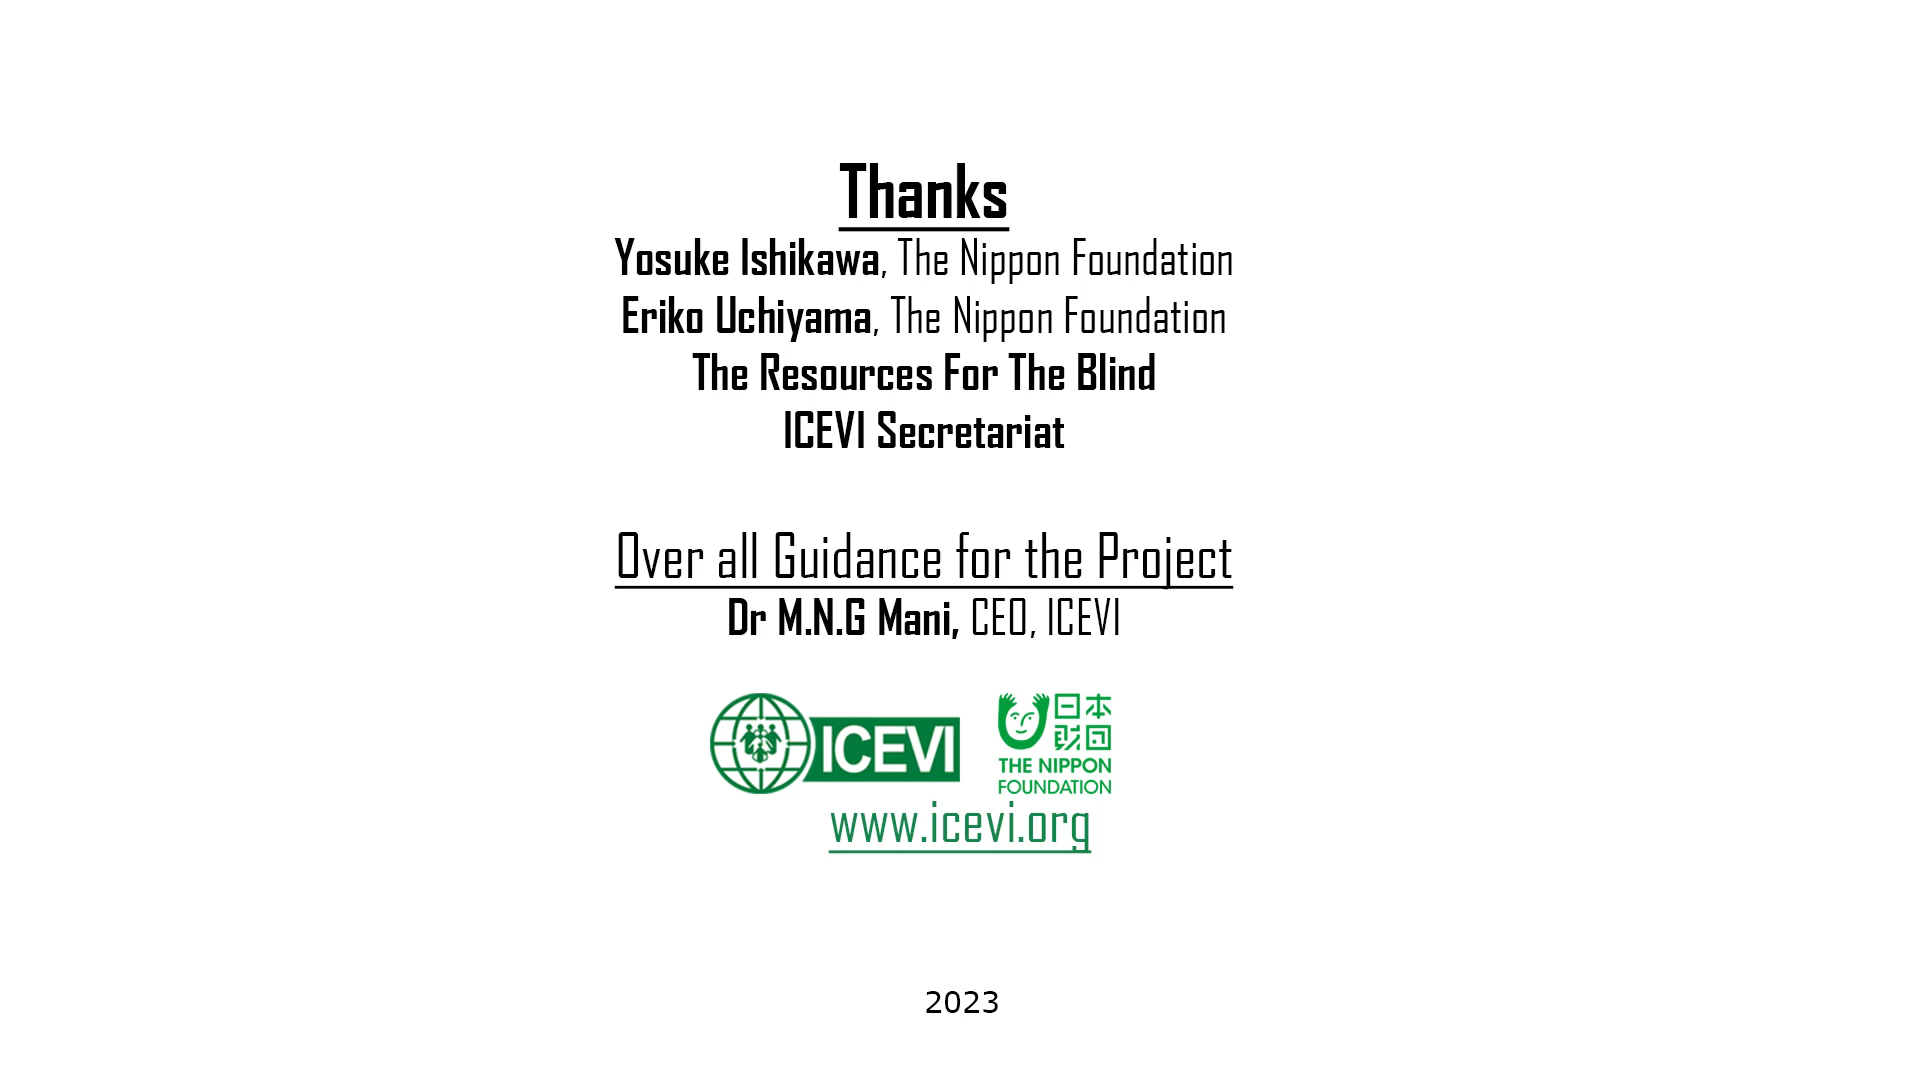 Thanks
Yosuke Ishikawa, The Nippon Foundation
Eriko Uchiyama, The Nippon Foundation
The Resources For The Blind
ICEVI Secretariat
Over all Guidance for the Project
Dr M.N.G Mani, CEO, ICEVI
ICEVI
日本
財団
THE NIPPON
FOUNDATION
www.icevi.org
2023